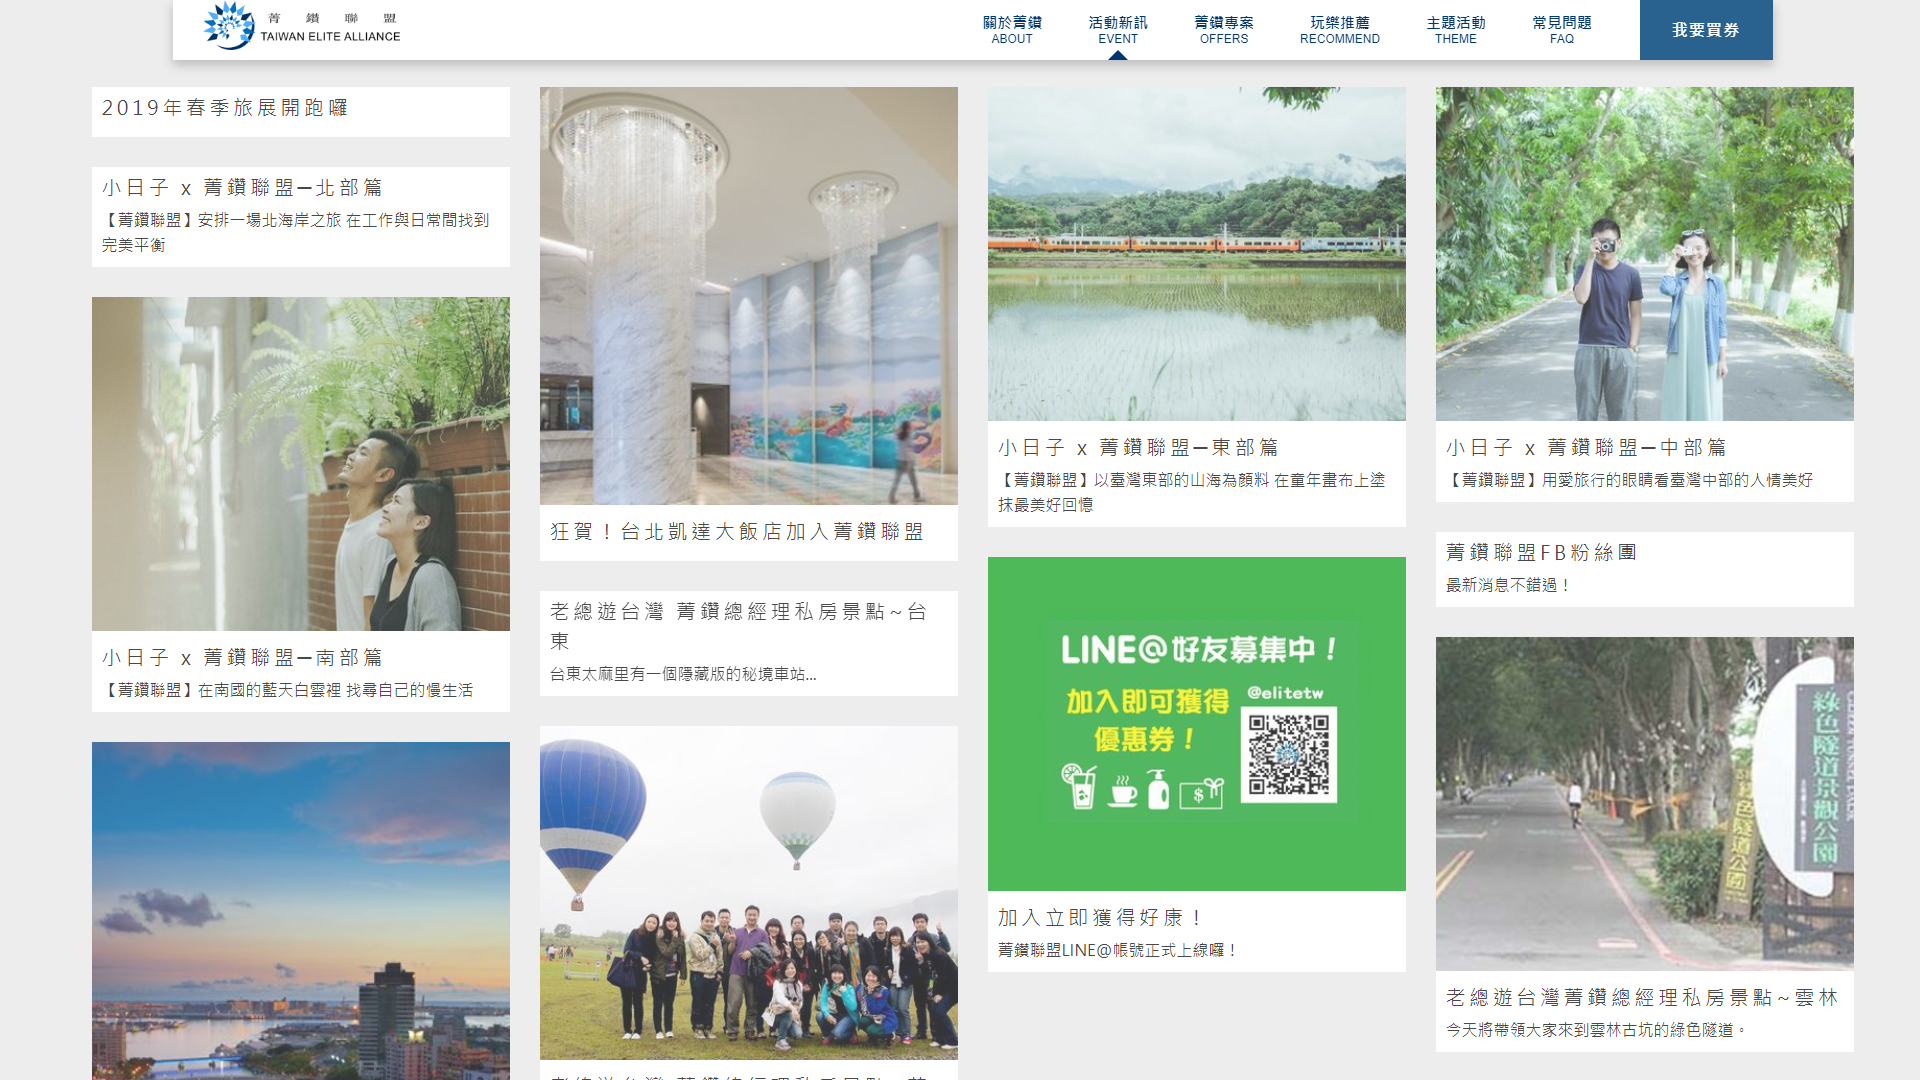 菁鑽聯盟
TAIWAN ELITE ALLIANCE
關於菁鑽
ABOUT
活動新訊
EVENT
菁鑽專案
OFFERS
玩樂推薦
RECOMMEND
主題活動
THEME
常見問題
FAQ
我要買券
2019年春季旅展開跑囉
小日子 x 菁鑽聯盟─北部篇
【菁鑽聯盟】安排一場北海岸之旅 在工作與日常間找到
完美平衡
小日子 x 菁鑽聯盟─南部篇
【菁鑽聯盟】在南國的藍天白雲裡 找尋自己的慢生活
狂賀！台北凱達大飯店加入菁鑽聯盟
老總遊台灣 菁鑽總經理私房景點~台
東
台東太麻里有一個隱藏版的秘境車站...
小日子 x 菁鑽聯盟─東部篇
【菁鑽聯盟】以臺灣東部的山海為顏料 在童年畫布上塗
抹最美好回憶
LINE@好友募集中！
加入即可獲得
優惠券！
@elitetw
加入立即獲得好康！
菁鑽聯盟LINE@帳號正式上線囉！
小日子 x 菁鑽聯盟─中部篇
【菁鑽聯盟】用愛旅行的眼睛看臺灣中部的人情美好
菁鑽聯盟FB粉絲團
最新消息不錯過！
綠色隧道景觀公園
綠色隧道公園
老總遊台灣菁鑽總經理私房景點~雲林
今天將帶領大家來到雲林古坑的綠色隧道。